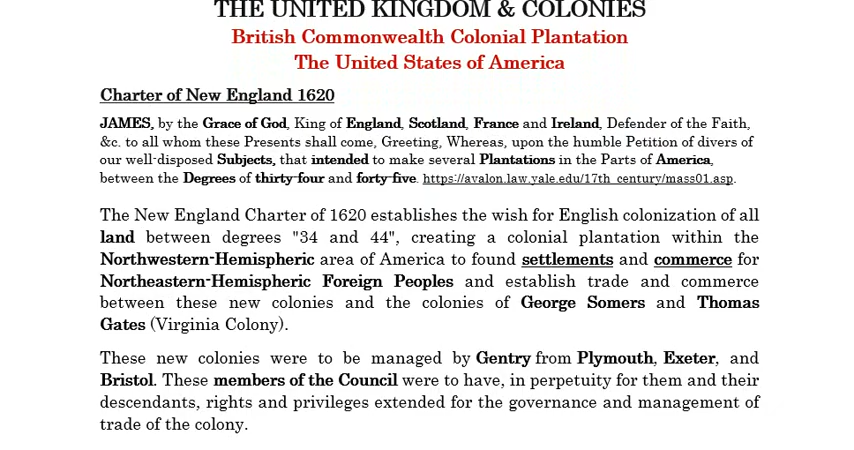 THE UNITED KINGDOM & COLONIES
British Commonwealth Colonial Plantation
The United States of America
Charter of New England 1620
JAMES, by the Grace of God, King of England, Scotland, France and Ireland, Defender of the Faith,
&c. to all whom these Presents shall come, Greeting, Whereas, upon the humble Petition of divers of
our well-disposed Subjects, that intended to make several Plantations in the Parts of America,
between the Degrees of thirty-four and forty-five. https://avalon.law.yale.edu/17th_century/mass01.asp.
The New England Charter of 1620 establishes the wish for English colonization of all
land between degrees "34 and 44", creating a colonial plantation within the
Northwestern-Hemispheric area of America to found settlements and commerce for
Northeastern-Hemispheric Foreign Peoples and establish trade and commerce
between these new colonies and the colonies of George Somers and Thomas
Gates (Virginia Colony).
These new colonies were to be managed by Gentry from Plymouth, Exeter, and
Bristol. These members of the Council were to have, in perpetuity for them and their
descendants, rights and privileges extended for the governance and management of
trade of the colony.